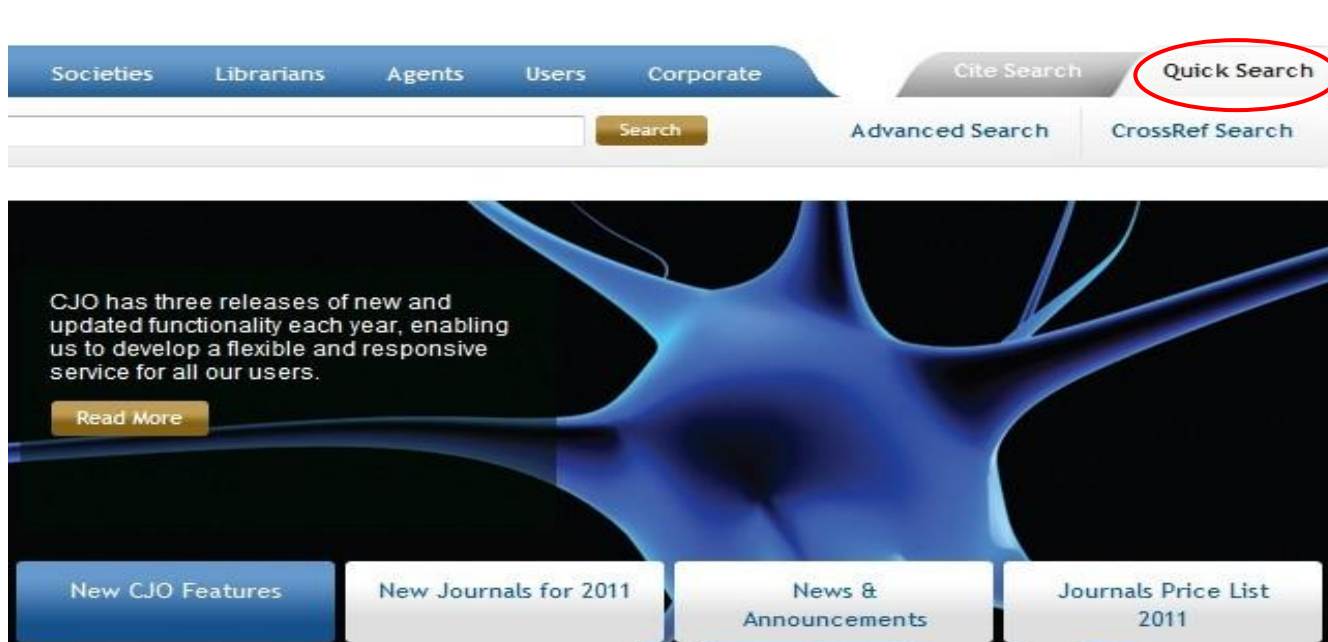 Societies Librarians Agents Users Corporate Cite Search Quick Search
Search Advanced Search CrossRef Search
CJO has three releases of new and
updated functionality each year, enabling
us to develop a flexible and responsive
service for all our users.
Read More
New CJO Features
New Journals for 2011
News &
Announcements
Journals Price List
2011